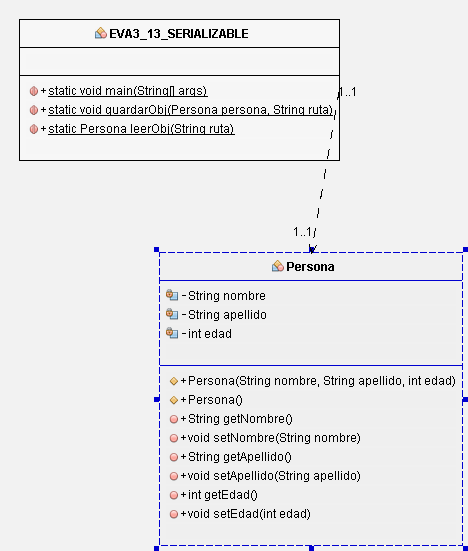 EVA3_13_SERIALIZABLE
+ static void main(String[] args)
+ static void guardarObj(Persona persona, String ruta)
+ static Persona leerObj(String ruta)
1..1
1..1
Persona
- String nombre
- String apellido
- int edad
+ Persona(String nombre, String apellido, int edad)
+ Persona()
+ String getNombre()
+ void setNombre(String nombre)
+ String getApellido()
+ void setApellido(String apellido)
+ int getEdad()
+ void setEdad(int edad)